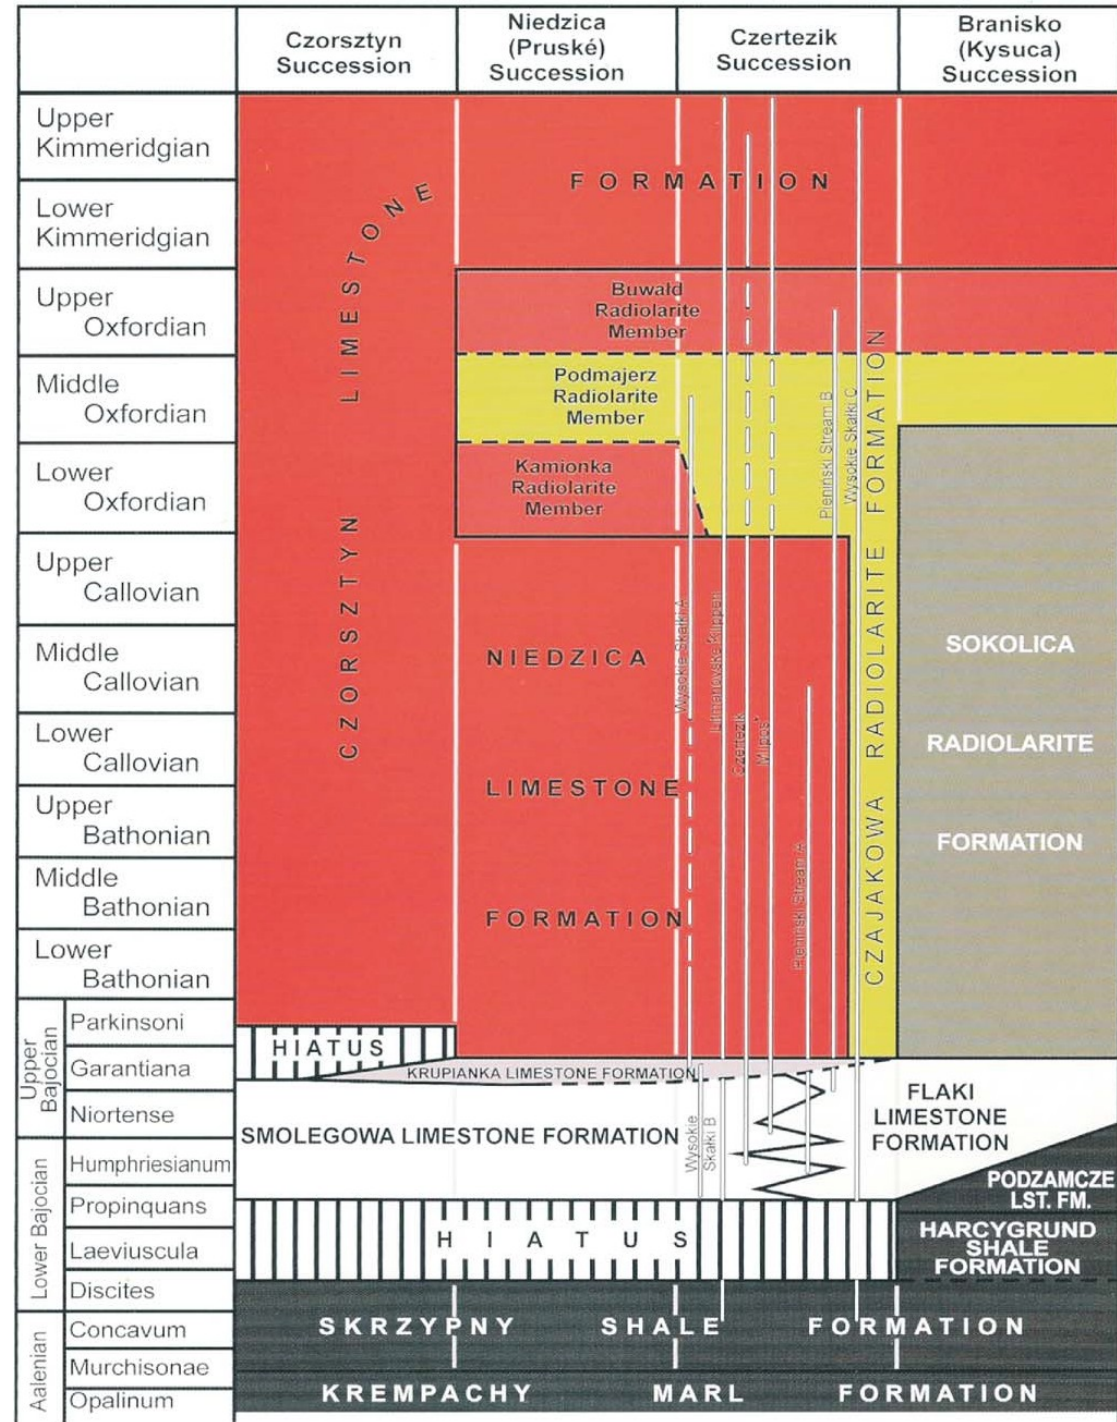 Czorsztyn
Succession
Niedzica
(Pruské)
Succession
Czertezik
Succession
Branisko
(Kysuca)
Succession
Upper
Kimmeridgian
Lower
Kimmeridgian
Upper
Oxfordian
Middle
Oxfordian
Lower
Oxfordian
Upper
Callovian
Middle
Callovian
Lower
Callovian
Upper
Bathonian
Middle
Bathonian
Lower
Bathonian
Upper
Bajocian
Parkinsoni
Garantiana
Niortense
Lower Bajocian
Humphriesianum
Propinquans
Laeviuscula
Discites
Aalenian
Concavum
Murchisonae
Opalinum
CZORSZTYN LIMESTONE
FORMATION
Buwałd
Radiolarite
Member
Podmajerz
Radiolarite
Member
Kamionka
Radiolarite
Member
NIEDZICA
LIMESTONE
FORMATION
Wysokie Skałki A
Litmanovske Klippen
Czertezik
Pieniński Stream A
Pieniński Stream B
Wysokie Skałki C
CZAJAKOWA RADIOLARITE FORMATION
SOKOLICA
RADIOLARITE
FORMATION
HIATUS
KRUPIANKA LIMESTONE FORMATION
SMOLEGOWA LIMESTONE FORMATION
Wysokie
Skałki B
FLAKI
LIMESTONE
FORMATION
PODZAMCZE
LST. FM.
HIATUS
HARCYGRUND
SHALE
FORMATION
SKRZYPNY SHALE FORMATION
KREMPACHY MARL FORMATION